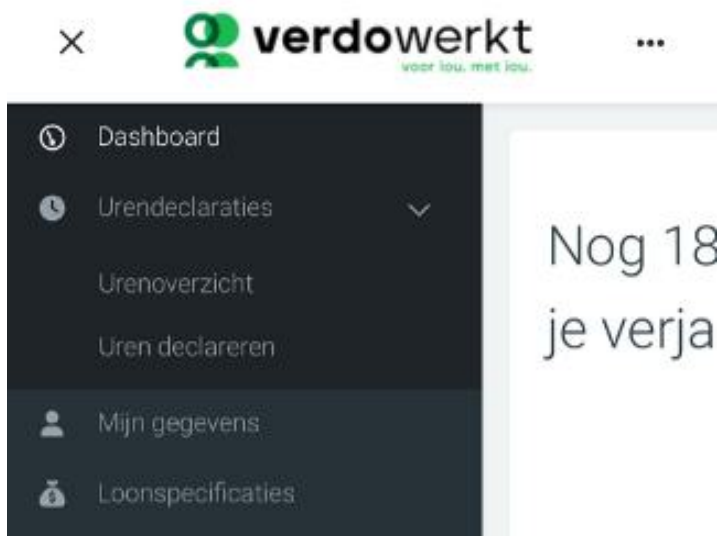 verdowerkt
voor jou. met jou.
Dashboard
Urendeclaraties
Urenoverzicht
Uren declareren
Mijn gegevens
Loonspecificaties
Nog 18
je verja